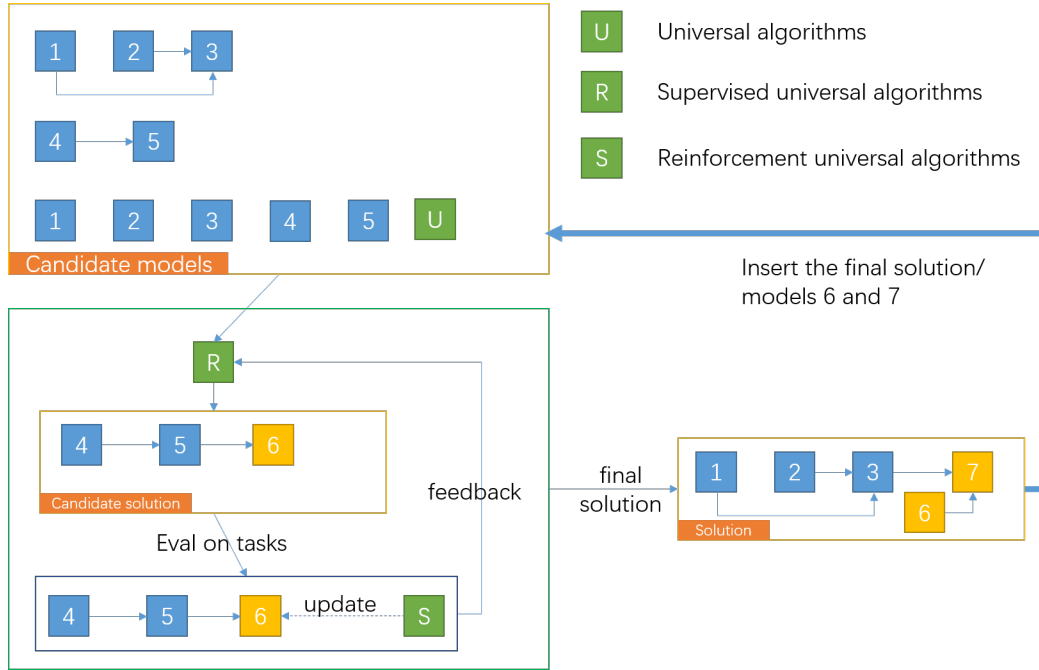 1 2 3
4 5
1 2 3 4 5 U
Candidate models
U Universal algorithms
R Supervised universal algorithms
S Reinforcement universal algorithms
Insert the final solution/
models 6 and 7
R
4 5 6
Candidate solution
feedback
Eval on tasks
4 5 6 update S
final
solution
1 2 3 7
6
Solution